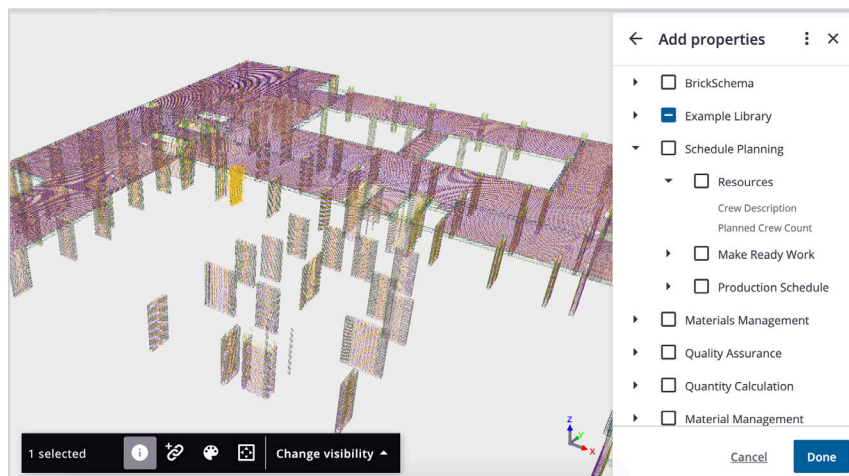 Add properties
BrickSchema
Example Library
Schedule Planning
Resources
Crew Description
Planned Crew Count
Make Ready Work
Production Schedule
Materials Management
Quality Assurance
Quantity Calculation
Material Management
Z
Y
X
1 selected
Change visibility
Cancel
Done